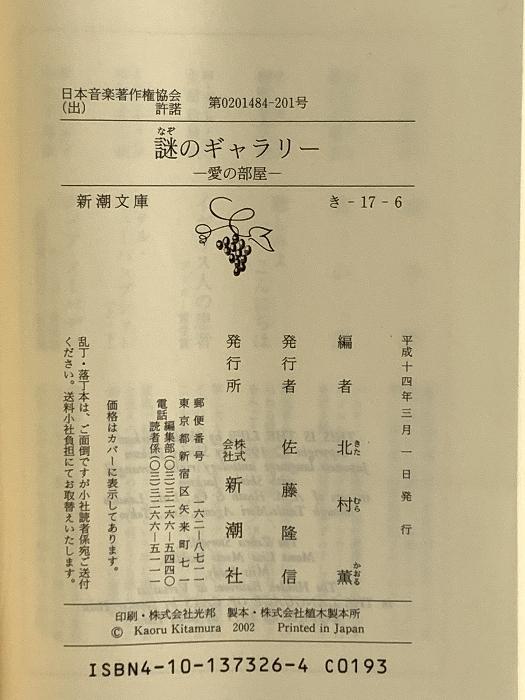 日本音楽著作権協会
(出)　許諾　第0201484-201号
なぞ
謎のギャラリー
―愛の部屋―
新潮文庫　き - 17 - 6
平成十四年三月一日発行
編者　北村薫
きた　むら　かおる
発行者　佐藤隆信
発行所　株式会社　新潮社
郵便番号　一六二―八七一一
東京都新宿区矢来町七一
電話　編集部(〇三)三二六六―五四四〇
読者係(〇三)三二六六―五一一一
価格はカバーに表示してあります。
乱丁・落丁本は、ご面倒ですが小社読者係宛ご送付
ください。送料小社負担にてお取替えいたします。
印刷・株式会社光邦　製本・株式会社植木製本所
© Kaoru Kitamura 2002　Printed in Japan
ISBN4-10-137326-4 C0193